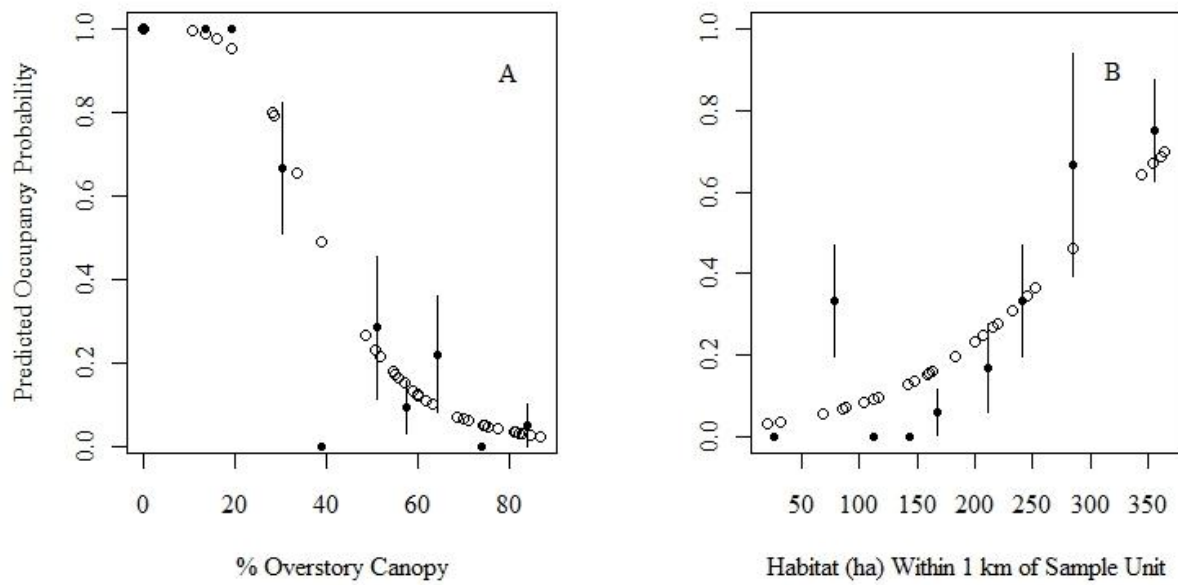 Predicted Occupancy Probability
0.0 0.2 0.4 0.6 0.8 1.0
A
0 20 40 60 80
% Overstory Canopy
0.0 0.2 0.4 0.6 0.8 1.0
B
50 100 150 200 250 300 350
Habitat (ha) Within 1 km of Sample Unit